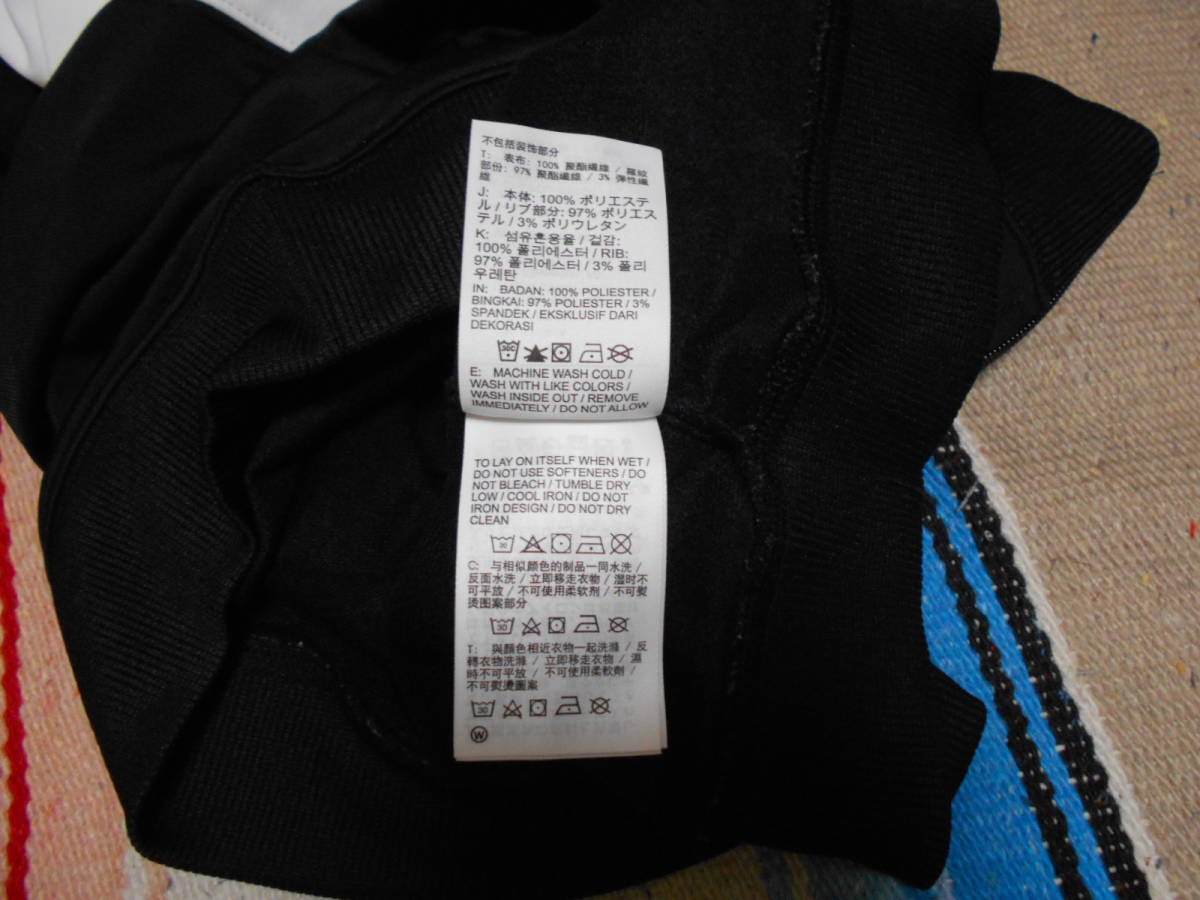 不包括装饰部分
T: 表布: 100% 聚酯纖維 / 羅紋
部份: 97% 聚酯纖維 / 3% 弹性纖
維
J: 本体: 100% ポリエステ
ル / リブ部分: 97% ポリエス
テル / 3% ポリウレタン
K: 섬유혼용율 / 겉감:
100% 폴리에스터 / RIB:
97% 폴리에스터 / 3% 폴리
우레탄
IN: BADAN: 100% POLIESTER /
BINGKAI: 97% POLIESTER / 3%
SPANDEK / EKSKLUSIF DARI
DEKORASI
30C
E: MACHINE WASH COLD /
WASH WITH LIKE COLORS /
WASH INSIDE OUT / REMOVE
IMMEDIATELY / DO NOT ALLOW
TO LAY ON ITSELF WHEN WET /
DO NOT USE SOFTENERS / DO
NOT BLEACH / TUMBLE DRY
LOW / COOL IRON / DO NOT
IRON DESIGN / DO NOT DRY
CLEAN
30
C: 与相似颜色的制品一同水洗 /
反面水洗 / 立即移走衣物 / 湿时不
可平放 / 不可使用柔软剂 / 不可熨
烫图案部分
30
T: 與顏色相近衣物一起洗滌 / 反
轉衣物洗滌 / 立即移走衣物 / 濕
時不可平放 / 不可使用柔軟劑 /
不可熨燙圖案
30
W